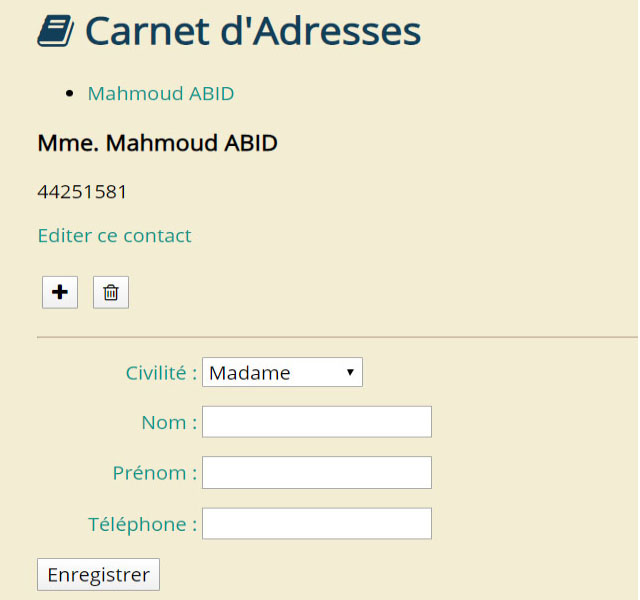 Carnet d'Adresses
Mahmoud ABID
Mme. Mahmoud ABID
44251581
Editer ce contact
Civilité : Madame
Nom :
Prénom :
Téléphone :
Enregistrer